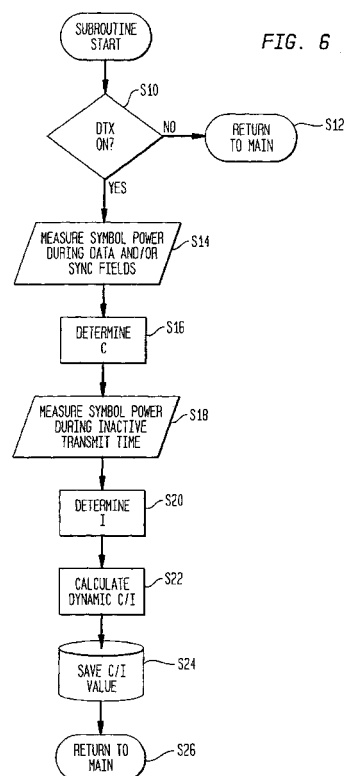 FIG. 6
SUBROUTINE
START
S10
DTX
ON?
NO
RETURN
TO MAIN
S12
YES
MEASURE SYMBOL POWER
DURING DATA AND/OR
SYNC FIELDS
S14
DETERMINE
C
S16
MEASURE SYMBOL POWER
DURING INACTIVE
TRANSMIT TIME
S18
DETERMINE
I
S20
CALCULATE
DYNAMIC C/I
S22
SAVE C/I
VALUE
S24
RETURN TO
MAIN
S26